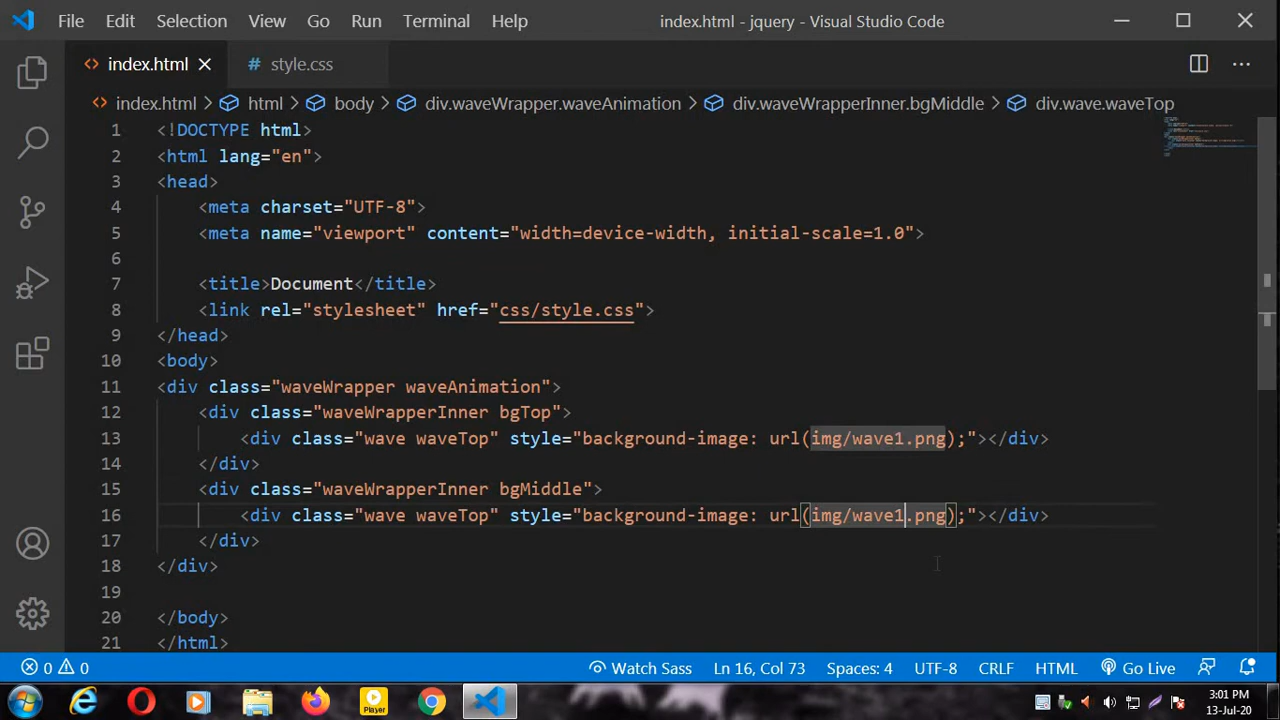 File Edit Selection View Go Run Terminal Help index.html - jquery - Visual Studio Code
index.html style.css
index.html > html > body > div.waveWrapper.waveAnimation > div.waveWrapperInner.bgMiddle > div.wave.waveTop
1 <!DOCTYPE html>
2 <html lang="en">
3 <head>
4 <meta charset="UTF-8">
5 <meta name="viewport" content="width=device-width, initial-scale=1.0">
6
7 <title>Document</title>
8 <link rel="stylesheet" href="css/style.css">
9 </head>
10 <body>
11 <div class="waveWrapper waveAnimation">
12 <div class="waveWrapperInner bgTop">
13 <div class="wave waveTop" style="background-image: url(img/wave1.png);"></div>
14 </div>
15 <div class="waveWrapperInner bgMiddle">
16 <div class="wave waveTop" style="background-image: url(img/wave1.png);"></div>
17 </div>
18 </div>
19
20 </body>
21 </html>
0 0 Watch Sass Ln 16, Col 73 Spaces: 4 UTF-8 CRLF HTML Go Live
Player
3:01 PM
13-Jul-20